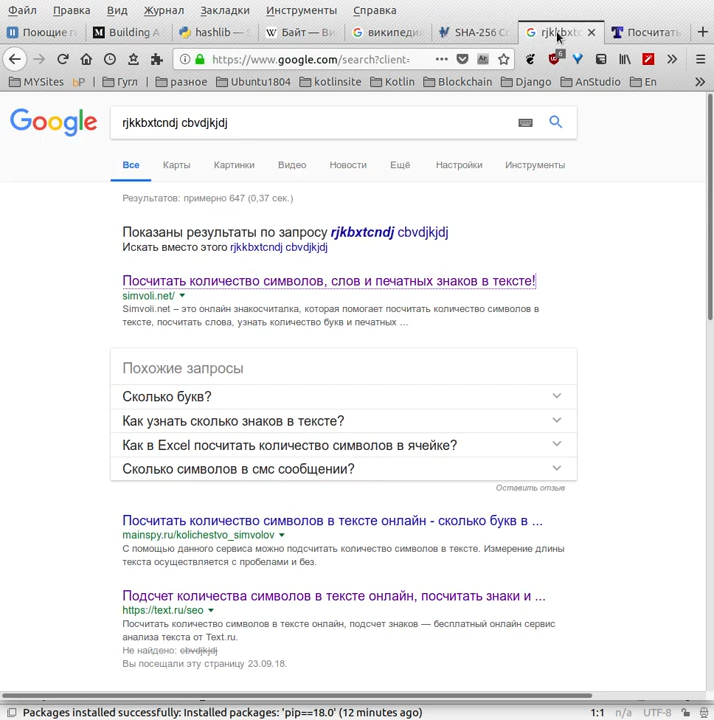 Файл Правка Вид Журнал Закладки Инструменты Справка
Поющие г Building A hashlib — Байт — Ви википеди SHA-256 Cr rjkkbxtc Посчитать
https://www.google.com/search?client=
6
MYSites bP Гугл разное Ubuntu1804 kotlinsite Kotlin Blockchain Django AnStudio En
Google
rjkkbxtcndj cbvdjkjdj
Все Карты Картинки Видео Новости Ещё Настройки Инструменты
Результатов: примерно 647 (0,37 сек.)
Показаны результаты по запросу rjkbxtcndj cbvdjkjdj
Искать вместо этого rjkkbxtcndj cbvdjkjdj
Посчитать количество символов, слов и печатных знаков в тексте!
simvoli.net/
Simvoli.net – это онлайн знакосчиталка, которая помогает посчитать количество символов в
тексте, посчитать слова, узнать количество букв и печатных ...
Похожие запросы
Сколько букв?
Как узнать сколько знаков в тексте?
Как в Excel посчитать количество символов в ячейке?
Сколько символов в смс сообщении?
Оставить отзыв
Посчитать количество символов в тексте онлайн - сколько букв в ...
mainspy.ru/kolichestvo_simvolov
С помощью данного сервиса можно подсчитать количество символов в тексте. Измерение длины
текста осуществляется с пробелами и без.
Подсчет количества символов в тексте онлайн, посчитать знаки и ...
https://text.ru/seo
Посчитать количество символов в тексте онлайн, подсчет знаков — бесплатный онлайн сервис
анализа текста от Text.ru.
Не найдено: cbvdjkjdj
Вы посещали эту страницу 23.09.18.
Packages installed successfully: Installed packages: 'pip==18.0' (12 minutes ago) 1:1 n/a UTF-8